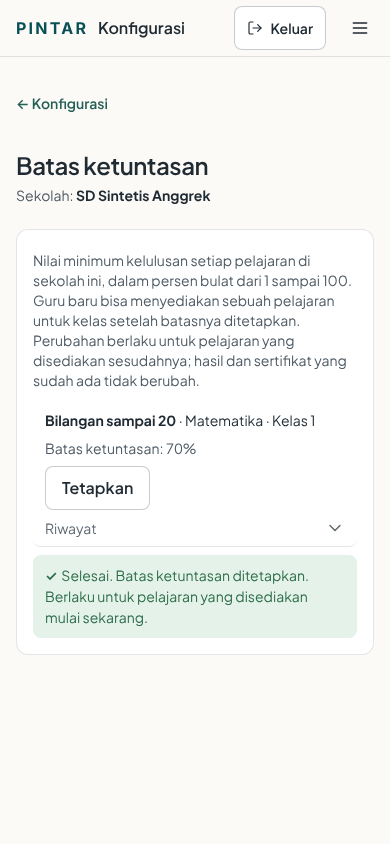 PINTAR Konfigurasi Keluar
← Konfigurasi
Batas ketuntasan
Sekolah: SD Sintetis Anggrek
Nilai minimum kelulusan setiap pelajaran di
sekolah ini, dalam persen bulat dari 1 sampai 100.
Guru baru bisa menyediakan sebuah pelajaran
untuk kelas setelah batasnya ditetapkan.
Perubahan berlaku untuk pelajaran yang
disediakan sesudahnya; hasil dan sertifikat yang
sudah ada tidak berubah.
Bilangan sampai 20 · Matematika · Kelas 1
Batas ketuntasan: 70%
Tetapkan
Riwayat
✓ Selesai. Batas ketuntasan ditetapkan.
Berlaku untuk pelajaran yang disediakan
mulai sekarang.